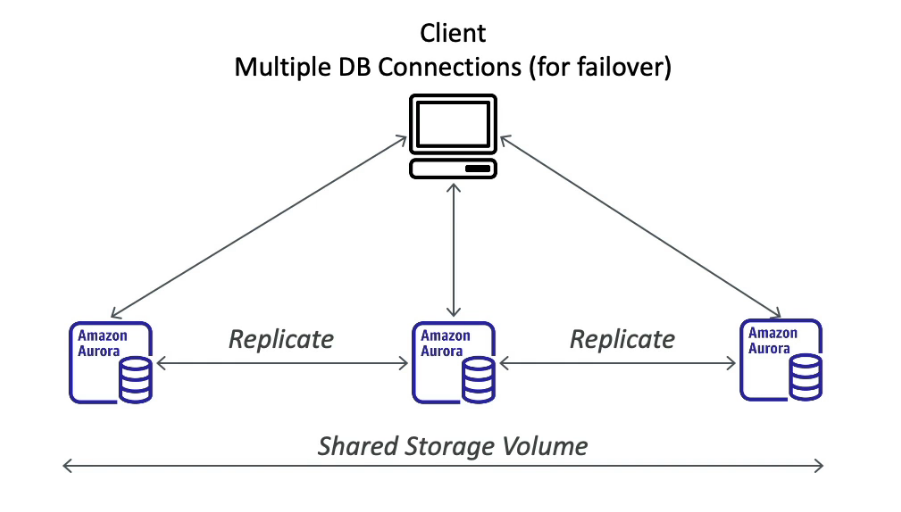 Client
Multiple DB Connections (for failover)
Amazon
Aurora
Replicate
Amazon
Aurora
Replicate
Amazon
Aurora
Shared Storage Volume